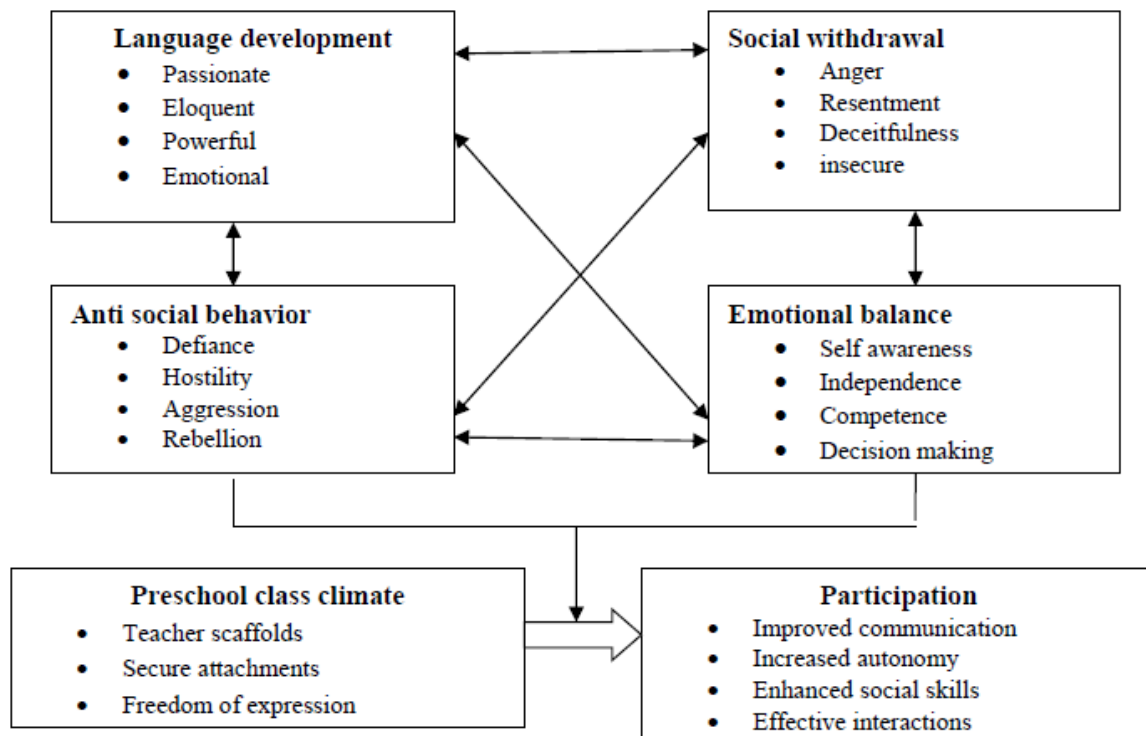 Language development
Passionate
Eloquent
Powerful
Emotional
Social withdrawal
Anger
Resentment
Deceitfulness
insecure
Anti social behavior
Defiance
Hostility
Aggression
Rebellion
Emotional balance
Self awareness
Independence
Competence
Decision making
Preschool class climate
Teacher scaffolds
Secure attachments
Freedom of expression
Participation
Improved communication
Increased autonomy
Enhanced social skills
Effective interactions